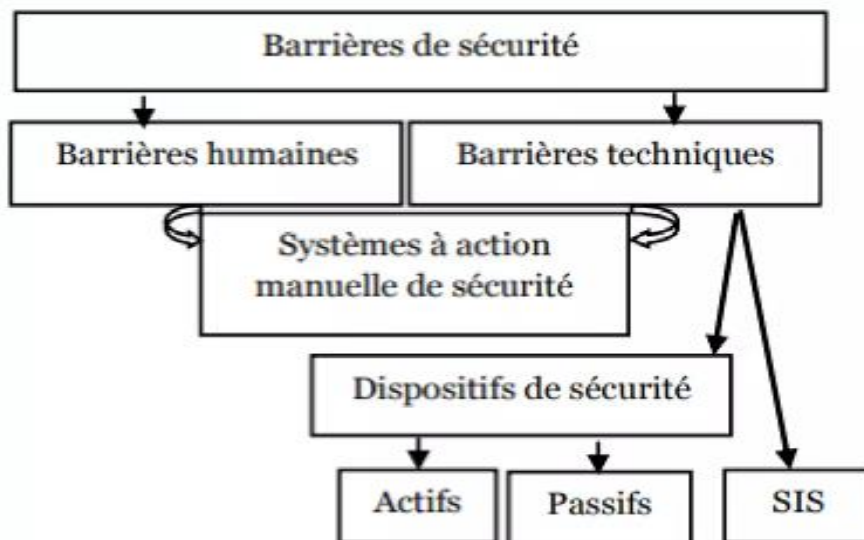 Barrières de sécurité
Barrières humaines
Barrières techniques
Systèmes à action
manuelle de sécurité
Dispositifs de sécurité
Actifs
Passifs
SIS